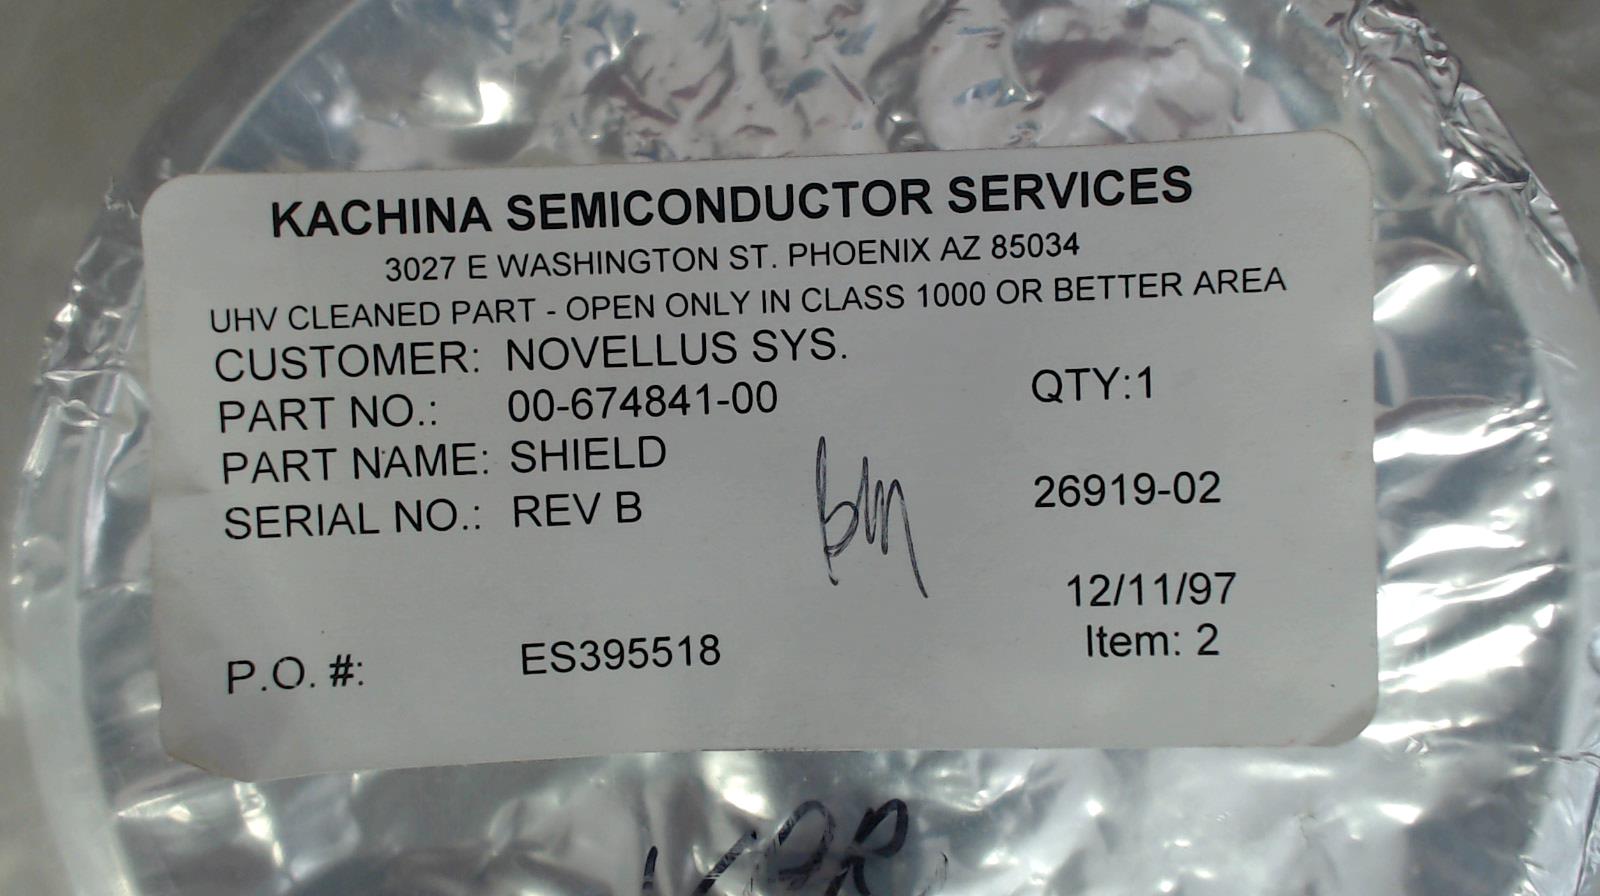 KACHINA SEMICONDUCTOR SERVICES
3027 E WASHINGTON ST. PHOENIX AZ 85034
UHV CLEANED PART - OPEN ONLY IN CLASS 1000 OR BETTER AREA
CUSTOMER: NOVELLUS SYS.
PART NO.: 00-674841-00 QTY:1
PART NAME: SHIELD
SERIAL NO.: REV B 26919-02
12/11/97
Item: 2
P.O. #: ES395518